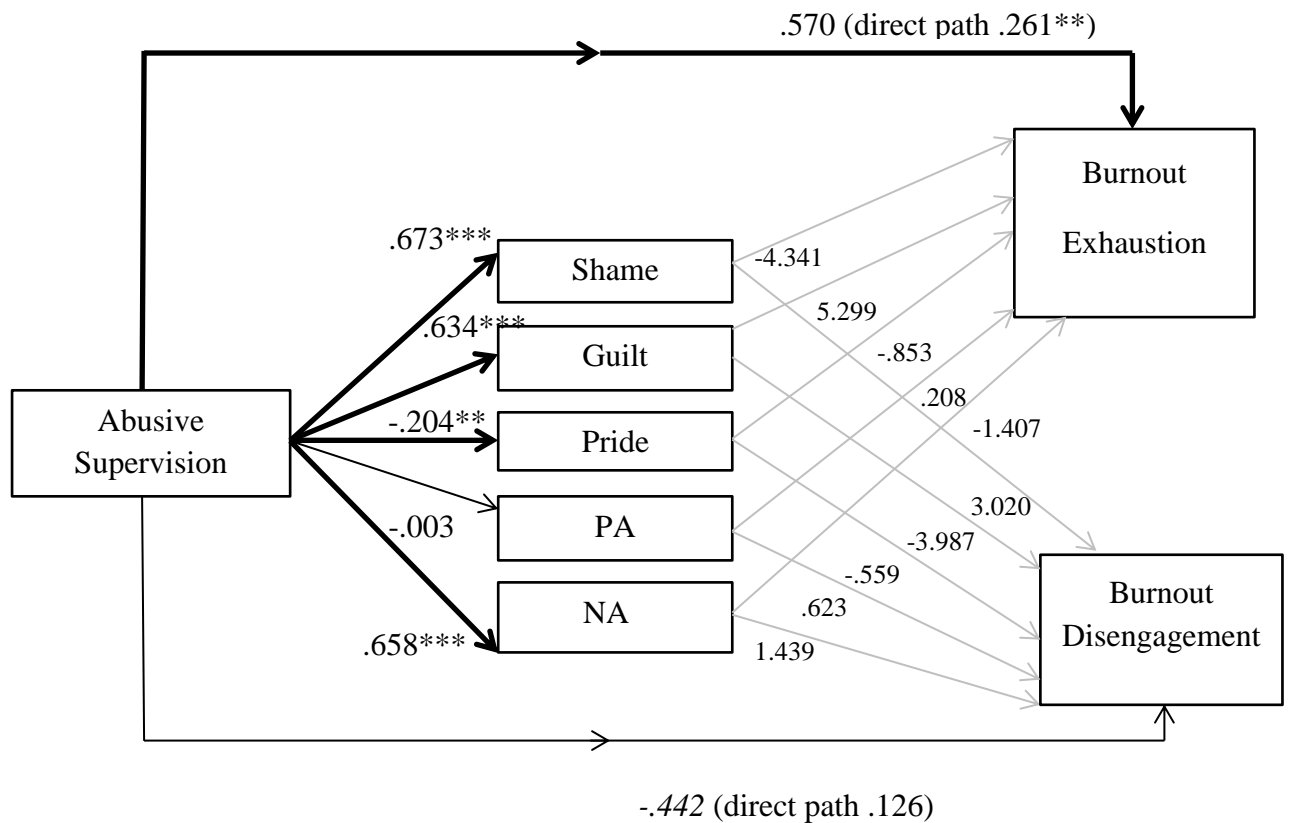 .570 (direct path .261**)
Burnout
Exhaustion
.673***
Shame
-4.341
.634***
5.299
Guilt
-.853
.208
Abusive
Supervision
-.204**
Pride
-1.407
-.003
PA
3.020
-3.987
-.559
NA
.623
1.439
.658***
Burnout
Disengagement
-.442 (direct path .126)